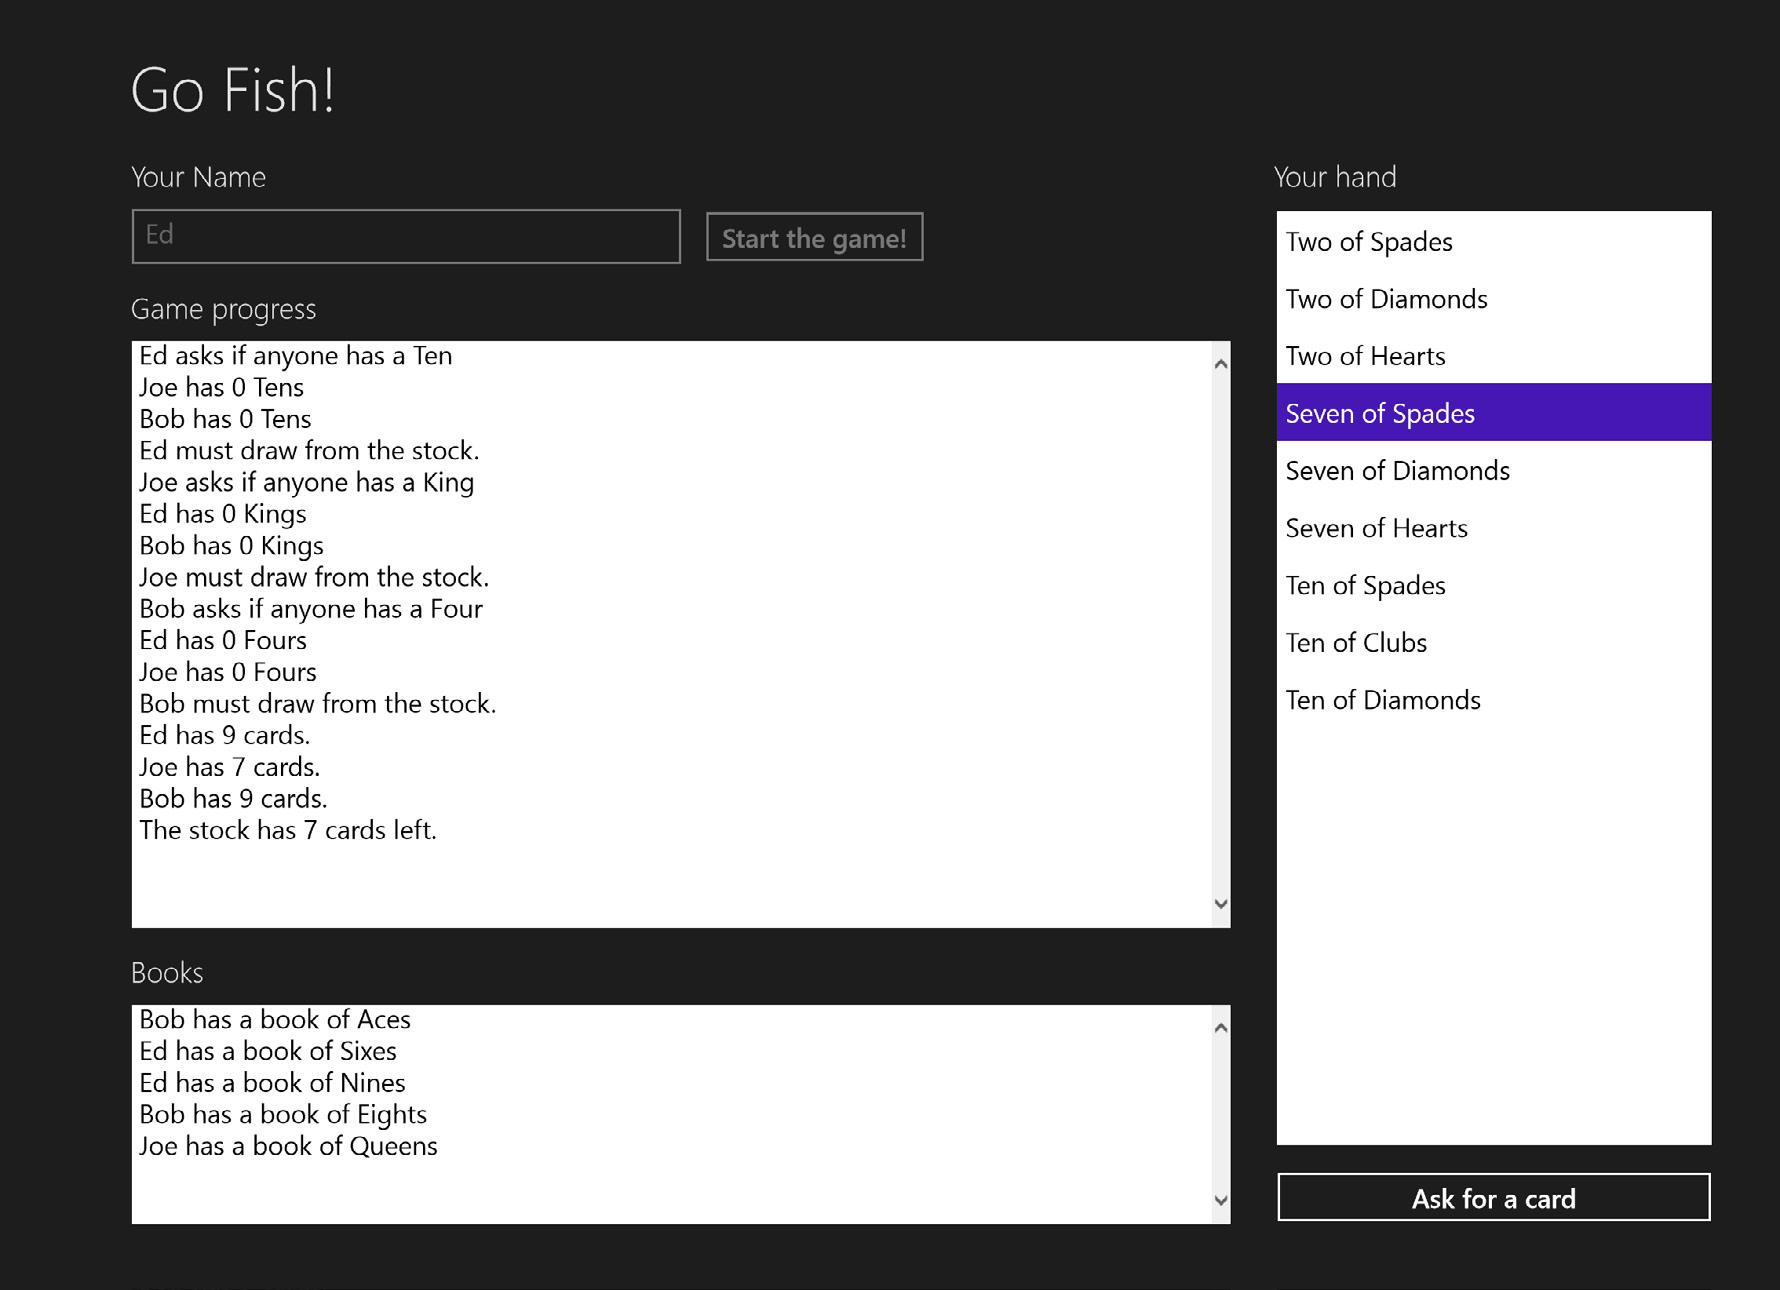 Go Fish!
Your Name
Ed
Start the game!
Game progress
Ed asks if anyone has a Ten
Joe has 0 Tens
Bob has 0 Tens
Ed must draw from the stock.
Joe asks if anyone has a King
Ed has 0 Kings
Bob has 0 Kings
Joe must draw from the stock.
Bob asks if anyone has a Four
Ed has 0 Fours
Joe has 0 Fours
Bob must draw from the stock.
Ed has 9 cards.
Joe has 7 cards.
Bob has 9 cards.
The stock has 7 cards left.
Books
Bob has a book of Aces
Ed has a book of Sixes
Ed has a book of Nines
Bob has a book of Eights
Joe has a book of Queens
Your hand
Two of Spades
Two of Diamonds
Two of Hearts
Seven of Spades
Seven of Diamonds
Seven of Hearts
Ten of Spades
Ten of Clubs
Ten of Diamonds
Ask for a card